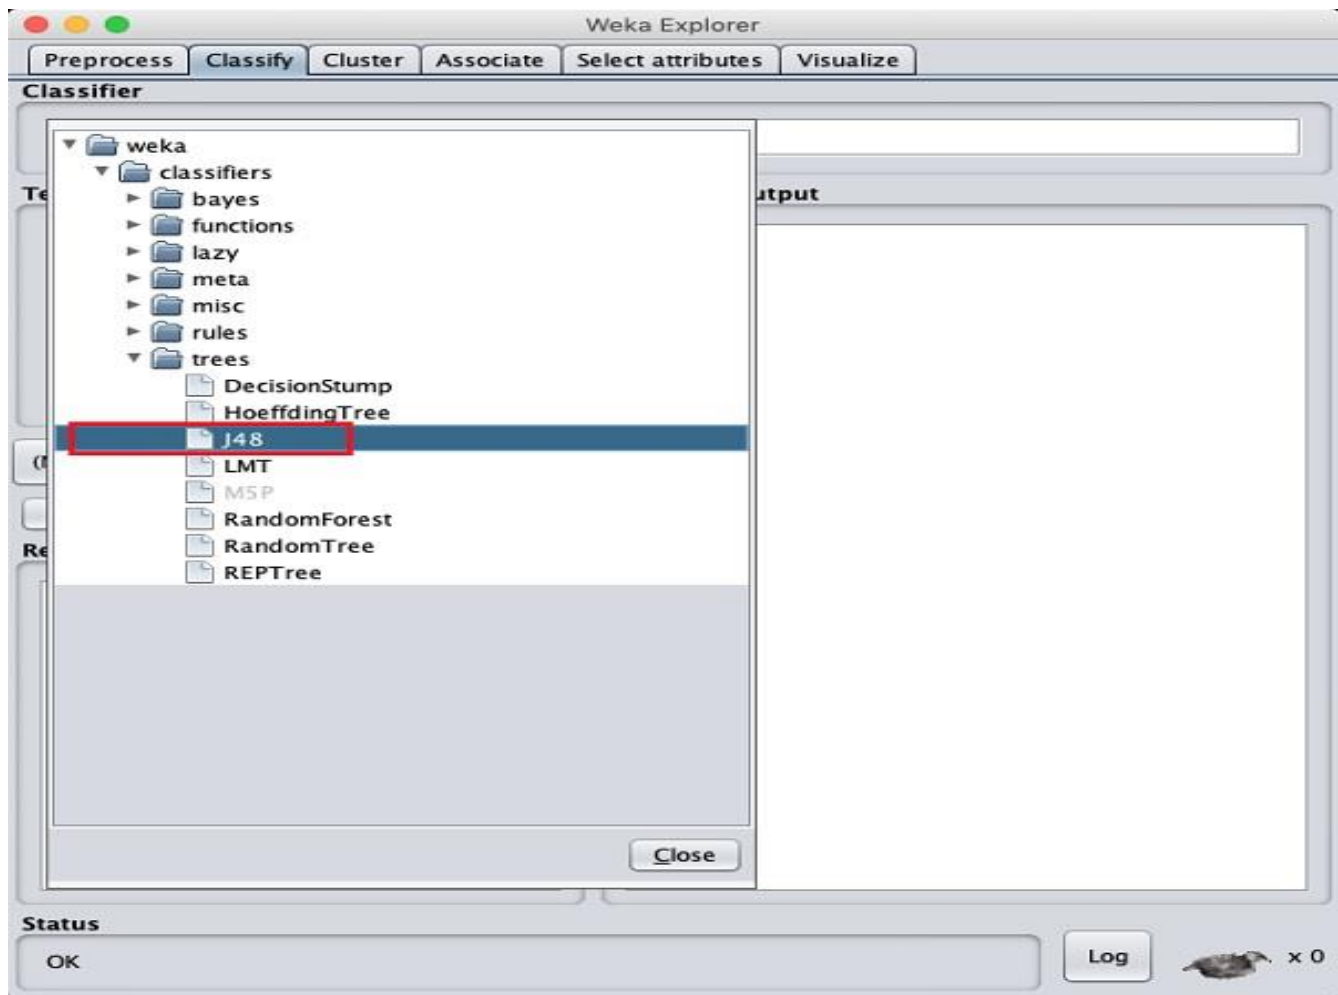 Weka Explorer
Preprocess Classify Cluster Associate Select attributes Visualize
Classifier
weka
classifiers
bayes
functions
lazy
meta
misc
rules
trees
DecisionStump
HoeffdingTree
J48
LMT
M5P
RandomForest
RandomTree
REPTree
Close
Status
OK
Log
x 0